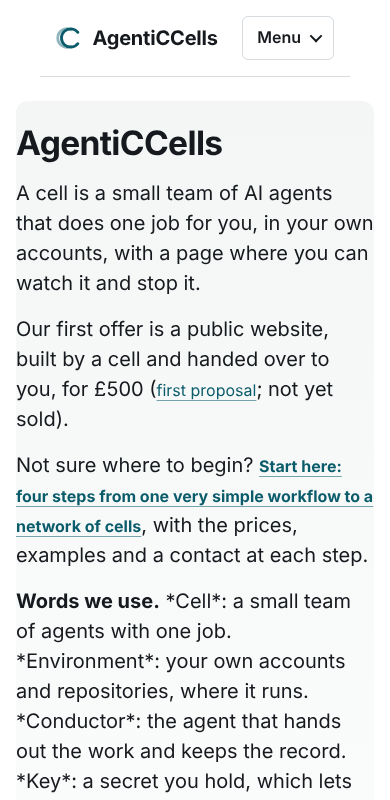 AgentiCCells
Menu
AgentiCCells
A cell is a small team of AI agents
that does one job for you, in your own
accounts, with a page where you can
watch it and stop it.
Our first offer is a public website,
built by a cell and handed over to
you, for £500 (first proposal; not yet
sold).
Not sure where to begin? Start here:
four steps from one very simple workflow to a
network of cells, with the prices,
examples and a contact at each step.
Words we use. *Cell*: a small team
of agents with one job.
*Environment*: your own accounts
and repositories, where it runs.
*Conductor*: the agent that hands
out the work and keeps the record.
*Key*: a secret you hold, which lets